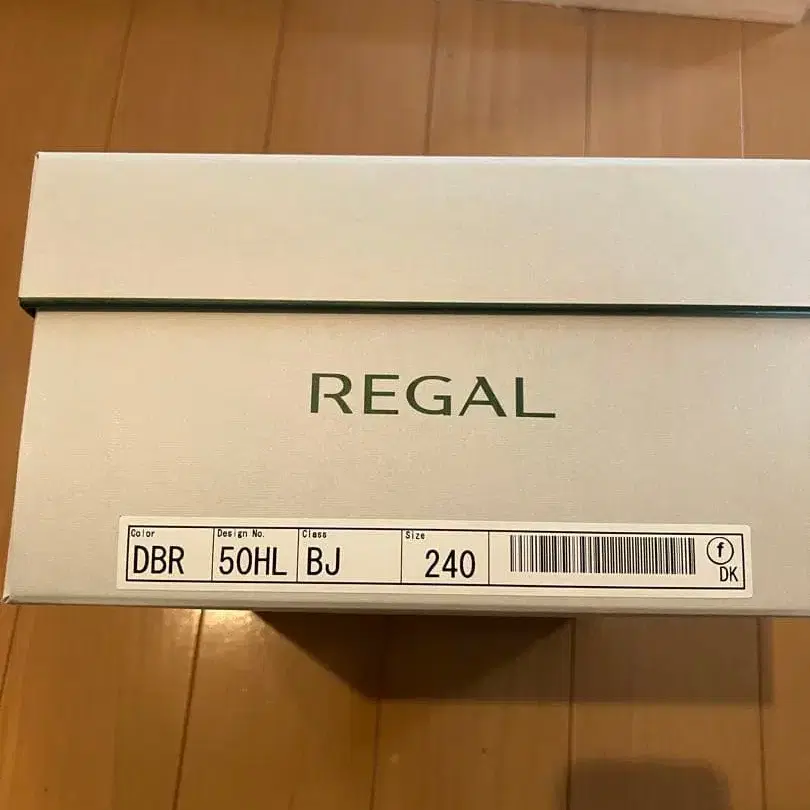 REGAL
Color Design No. Class Size
DBR 50HL BJ 240 f
DK